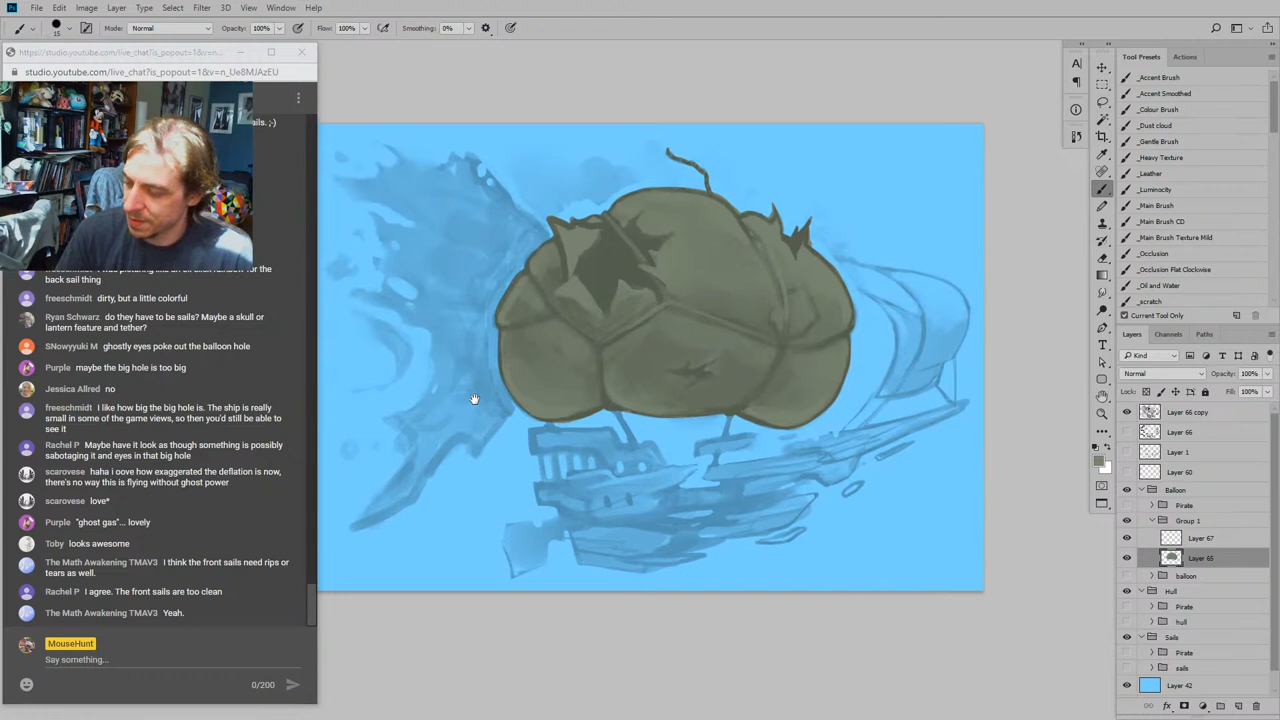 File Edit Image Layer Type Select Filter 3D View Window Help
15 Mode: Normal Opacity: 100% Flow: 100% Smoothing: 0%
https://studio.youtube.com/live_chat?is_popout=1&v=n_...
studio.youtube.com/live_chat?is_popout=1&v=n_Ue8MJAzEU
ails. ;-)
back sail thing
freeschmidt dirty, but a little colorful
Ryan Schwarz do they have to be sails? Maybe a skull or
lantern feature and tether?
SNowyyuki M ghostly eyes poke out the balloon hole
Purple maybe the big hole is too big
Jessica Allred no
freeschmidt I like how big the big hole is. The ship is really
small in some of the game views, so then you'd still be able to
see it
Rachel P Maybe have it look as though something is possibly
sabotaging it and eyes in that big hole
scarovese haha i oove how exaggerated the deflation is now,
there's no way this is flying without ghost power
scarovese love*
Purple "ghost gas"... lovely
Toby looks awesome
The Math Awakening TMAV3 I think the front sails need rips or
tears as well.
Rachel P I agree. The front sails are too clean
The Math Awakening TMAV3 Yeah.
MouseHunt
Say something...
0/200
Tool Presets Actions
_Accent Brush
_Accent Smoothed
_Colour Brush
_Dust cloud
_Gentle Brush
_Heavy Texture
_Leather
_Luminocity
_Main Brush
_Main Brush CD
_Main Brush Texture Mild
_Occlusion
_Occlusion Flat Clockwise
_Oil and Water
_scratch
Current Tool Only
Layers Channels Paths
Kind
Normal Opacity: 100%
Lock: Fill: 100%
Layer 66 copy
Layer 66
Layer 1
Layer 60
Balloon
Pirate
Group 1
Layer 67
Layer 65
balloon
Hull
Pirate
hull
Sails
Pirate
sails
Layer 42
fx